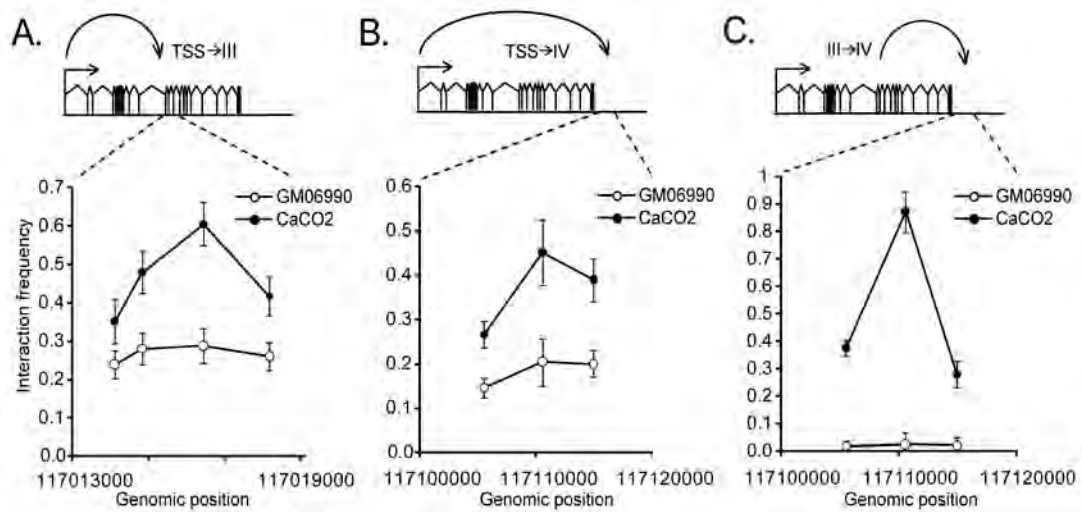 A.
TSS→III
Interaction frequency
0.7
0.6
0.5
0.4
0.3
0.2
0.1
0.0
GM06990
CaCO2
117013000
117019000
Genomic position
B.
TSS→IV
0.6
0.5
0.4
0.3
0.2
0.1
0.0
GM06990
CaCO2
117100000
117110000
117120000
Genomic position
C.
III→IV
1
0.9
0.8
0.7
0.6
0.5
0.4
0.3
0.2
0.1
0.0
GM06990
CaCO2
117100000
117110000
117120000
Genomic position